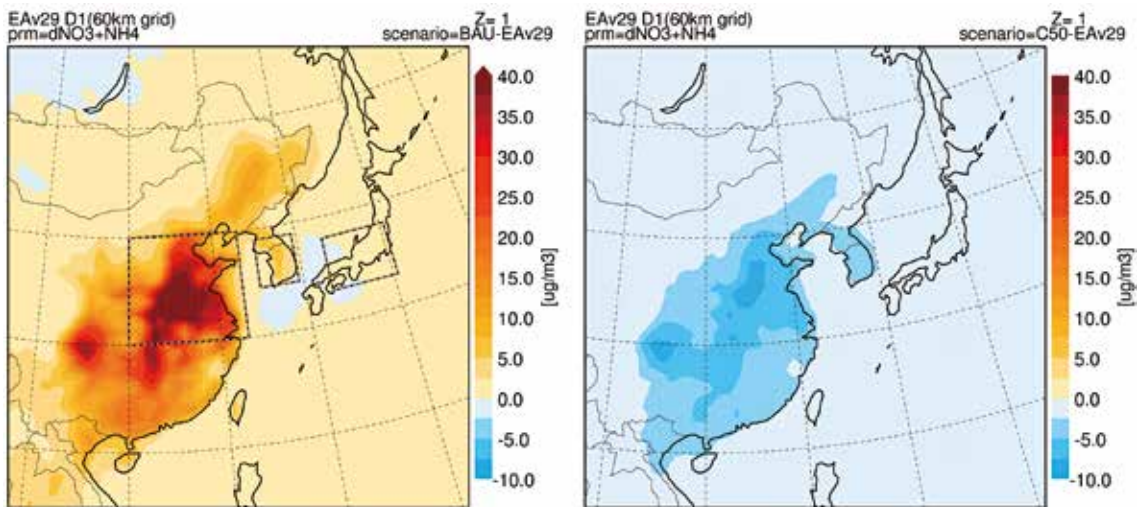 EAv29 D1(60km grid)
Z= 1
prm=dNO3+NH4
scenario=BAU-EAv29
40.0
35.0
30.0
25.0
20.0
15.0
10.0
5.0
0.0
-5.0
-10.0
[ug/m3]
EAv29 D1(60km grid)
Z= 1
prm=dNO3+NH4
scenario=C50-EAv29
40.0
35.0
30.0
25.0
20.0
15.0
10.0
5.0
0.0
-5.0
-10.0
[ug/m3]